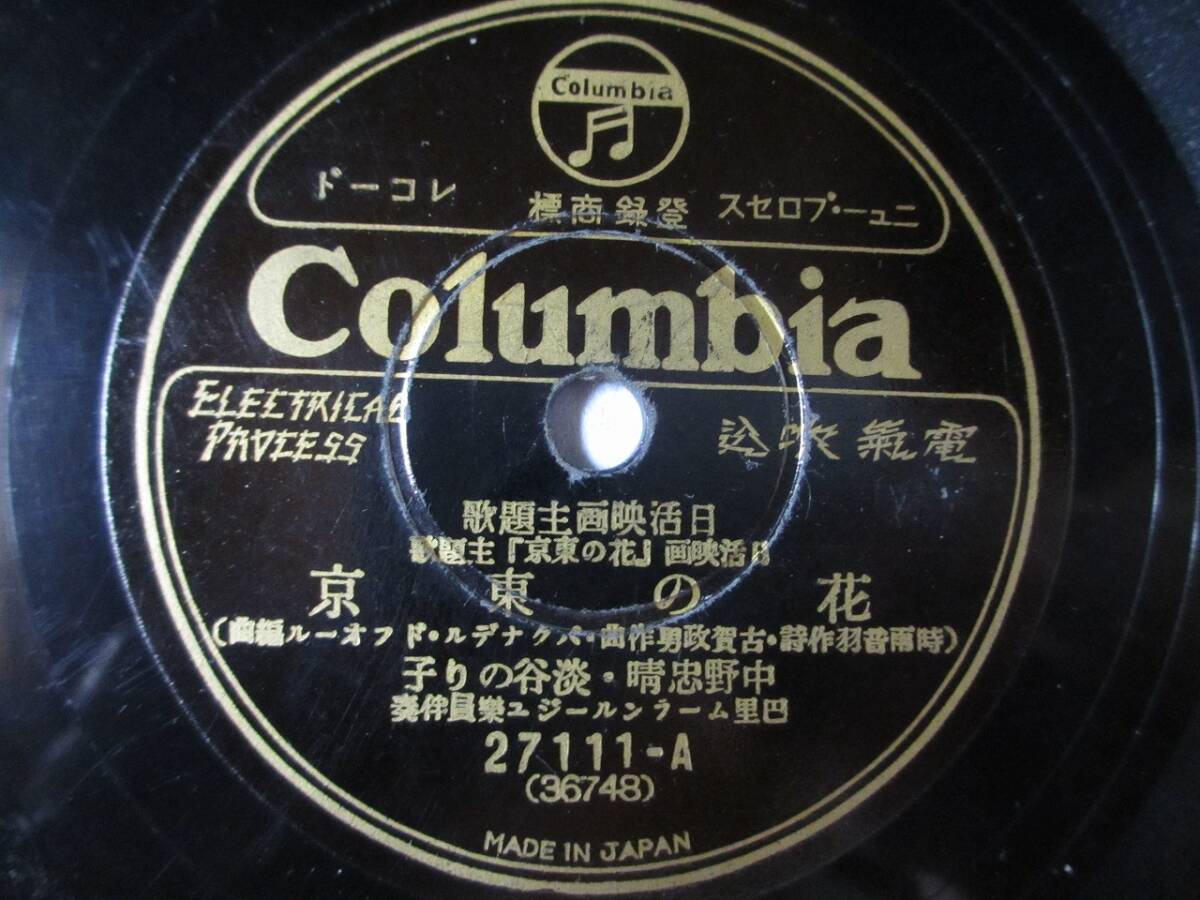 Columbia
ニュー・プロセス 登録商標 レコード
Columbia
ELECTRICAL
PROCESS
電氣吹込
日活映画主題歌
日活映画『花の東京』主題歌
花の東京
(時雨音羽作詩・古賀政男作曲・バクナデル・ドフオール編曲)
中野忠晴・淡谷のり子
巴里ムーランルージユ樂員伴奏
27111-A
(36748)
MADE IN JAPAN